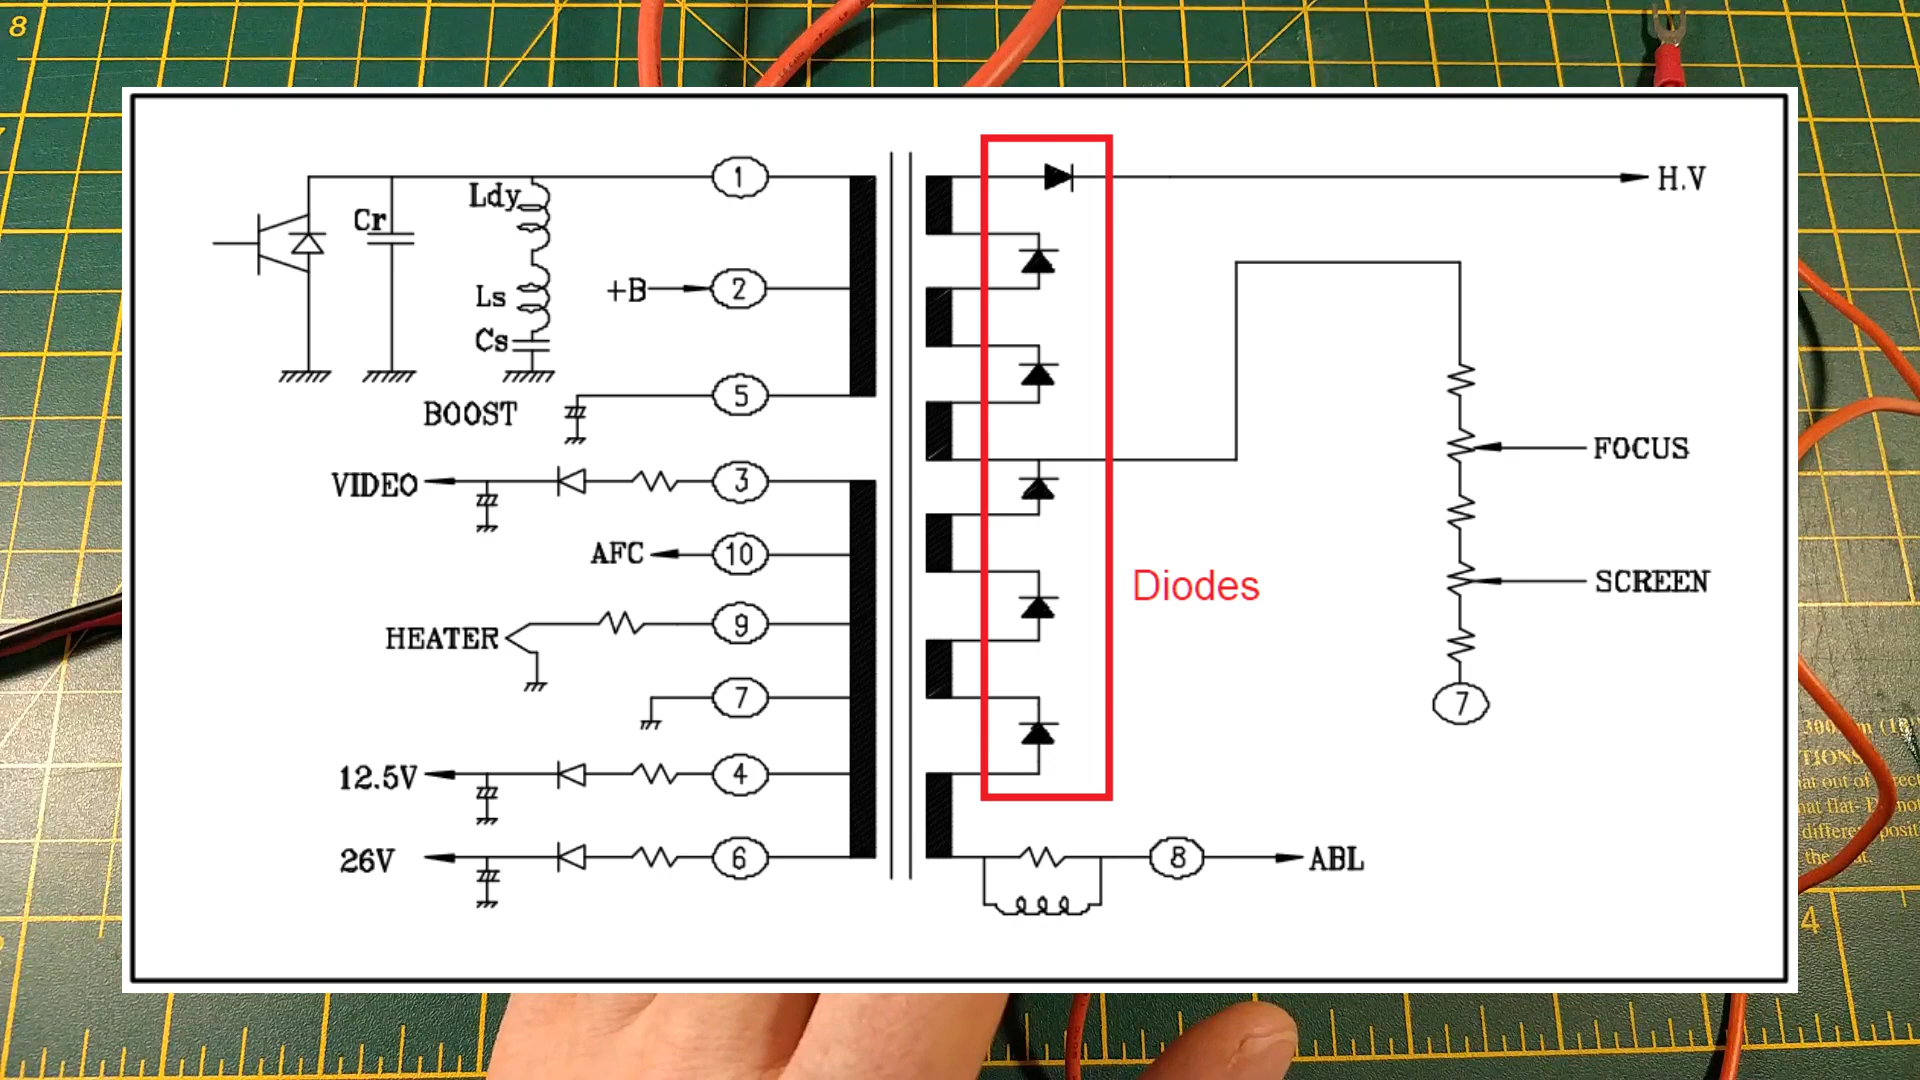 8
1
Ldy
Cr
H.V
+B
2
Ls
Cs
5
BOOST
FOCUS
VIDEO
3
AFC
10
Diodes
SCREEN
HEATER
9
7
7
12.5V
4
26V
6
8
ABL
4